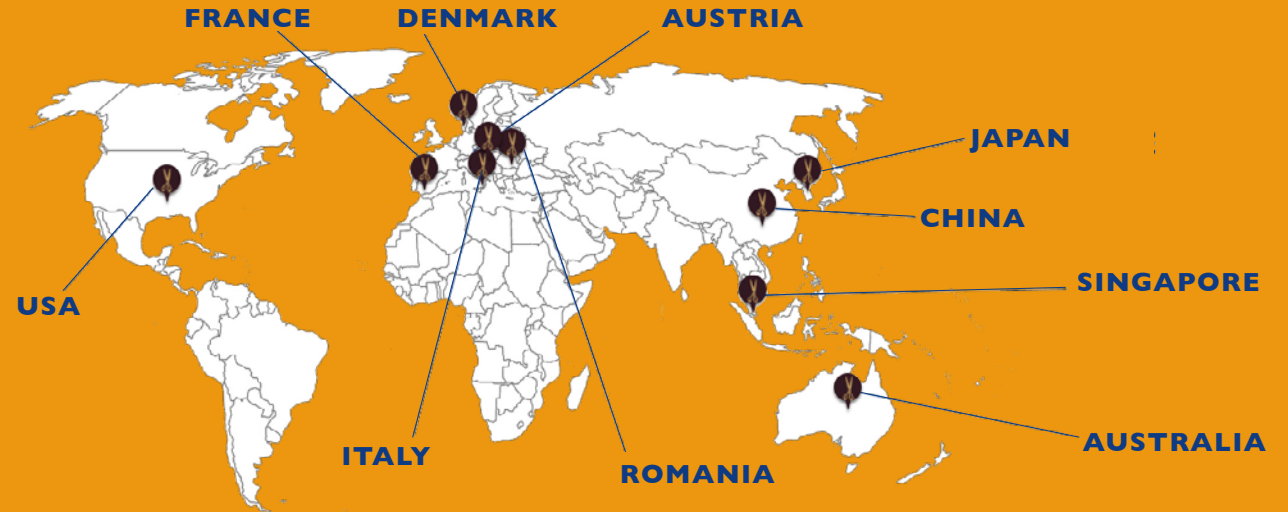 FRANCE
DENMARK
AUSTRIA
JAPAN
CHINA
SINGAPORE
USA
ITALY
ROMANIA
AUSTRALIA